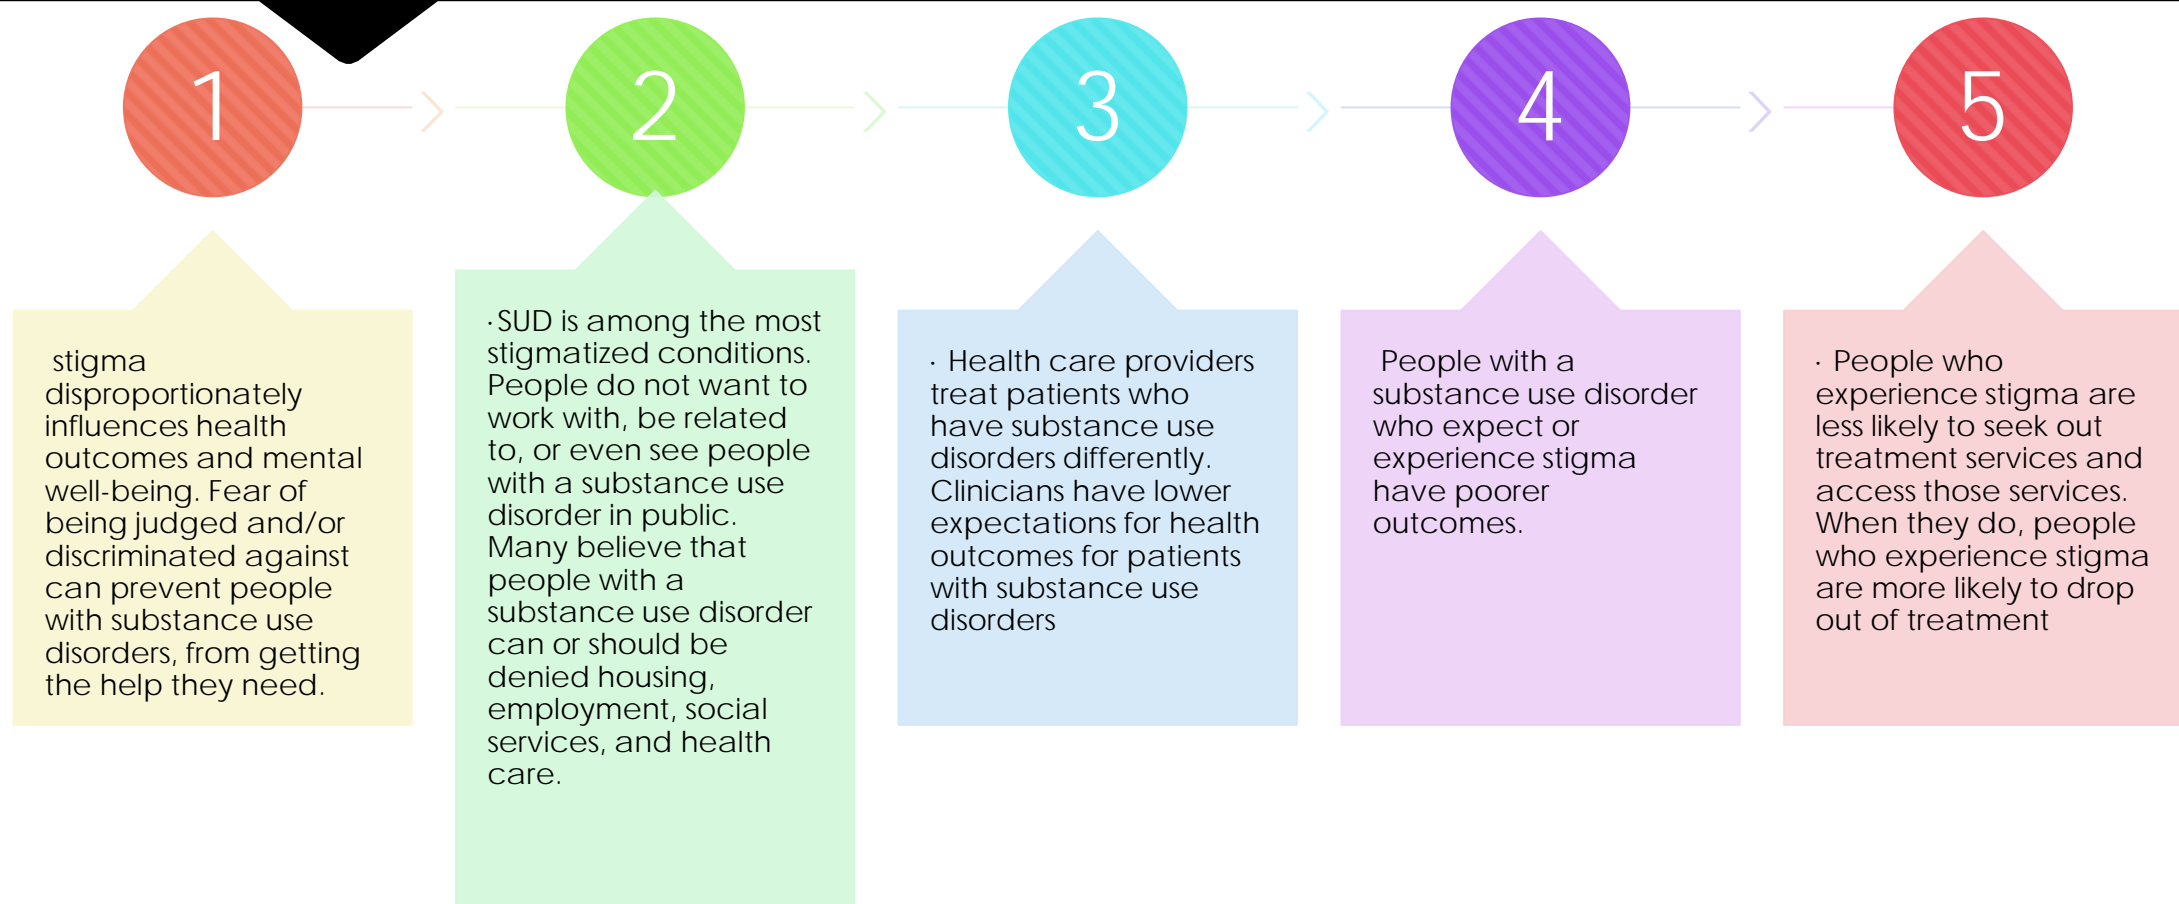 1
stigma
disproportionately
influences health
outcomes and mental
well-being. Fear of
being judged and/or
discriminated against
can prevent people
with substance use
disorders, from getting
the help they need.
2
· SUD is among the most
stigmatized conditions.
People do not want to
work with, be related
to, or even see people
with a substance use
disorder in public.
Many believe that
people with a
substance use disorder
can or should be
denied housing,
employment, social
services, and health
care.
3
· Health care providers
treat patients who
have substance use
disorders differently.
Clinicians have lower
expectations for health
outcomes for patients
with substance use
disorders
4
People with a
substance use disorder
who expect or
experience stigma
have poorer
outcomes.
5
· People who
experience stigma are
less likely to seek out
treatment services and
access those services.
When they do, people
who experience stigma
are more likely to drop
out of treatment